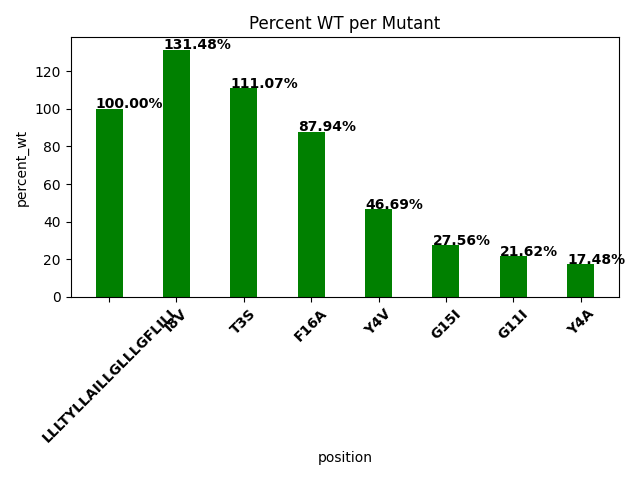 Percent WT per Mutant
percent_wt
120
100
80
60
40
20
0
100.00%
131.48%
111.07%
87.94%
46.69%
27.56%
21.62%
17.48%
LLLTYLLAILLGLLLGFLILI
I8V
T3S
F16A
Y4V
G15I
G11I
Y4A
position